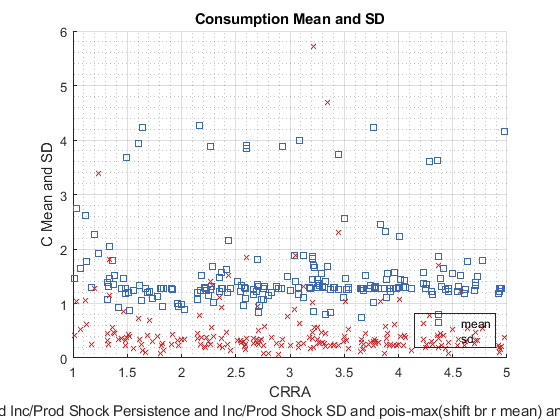 Consumption Mean and SD
6
5
4
3
2
1
0
C Mean and SD
1 1.5 2 2.5 3 3.5 4 4.5 5
mean
sd
CRRA
d Inc/Prod Shock Persistence and Inc/Prod Shock SD and pois-max(shift br r mean) an